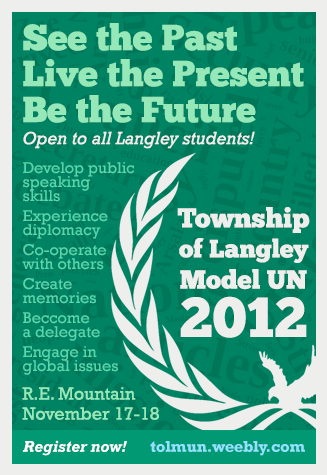 See the Past
Live the Present
Be the Future
Open to all Langley students!
Develop public
speaking
skills
Experience
diplomacy
Co-operate
with others
Create
memories
Become
a delegate
Engage in
global issues
Township
of Langley
Model UN
2012
R.E. Mountain
November 17-18
Register now!
tolmun.weebly.com